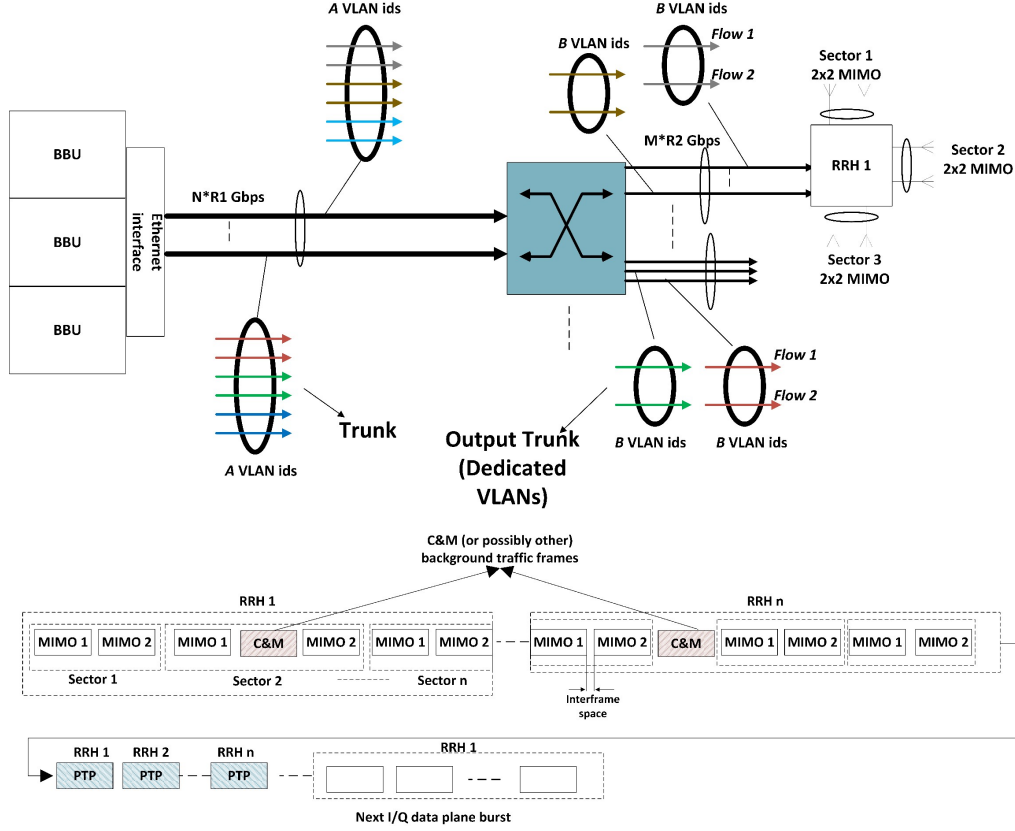 A VLAN ids
B VLAN ids
B VLAN ids
Flow 1
Flow 2
Sector 1
2x2 MIMO
BBU
BBU
BBU
Ethernet
interface
N*R1 Gbps
M*R2 Gbps
RRH 1
Sector 2
2x2 MIMO
Sector 3
2x2 MIMO
A VLAN ids
Trunk
Output Trunk
(Dedicated
VLANs)
Flow 1
Flow 2
B VLAN ids
B VLAN ids
C&M (or possibly other)
background traffic frames
RRH 1
MIMO 1
MIMO 2
MIMO 1
C&M
MIMO 2
MIMO 1
MIMO 2
Sector 1
Sector 2
Sector n
RRH n
MIMO 1
MIMO 2
C&M
MIMO 1
MIMO 2
MIMO 1
MIMO 2
Interframe
space
RRH 1
RRH 2
RRH n
PTP
PTP
PTP
RRH 1
Next I/Q data plane burst